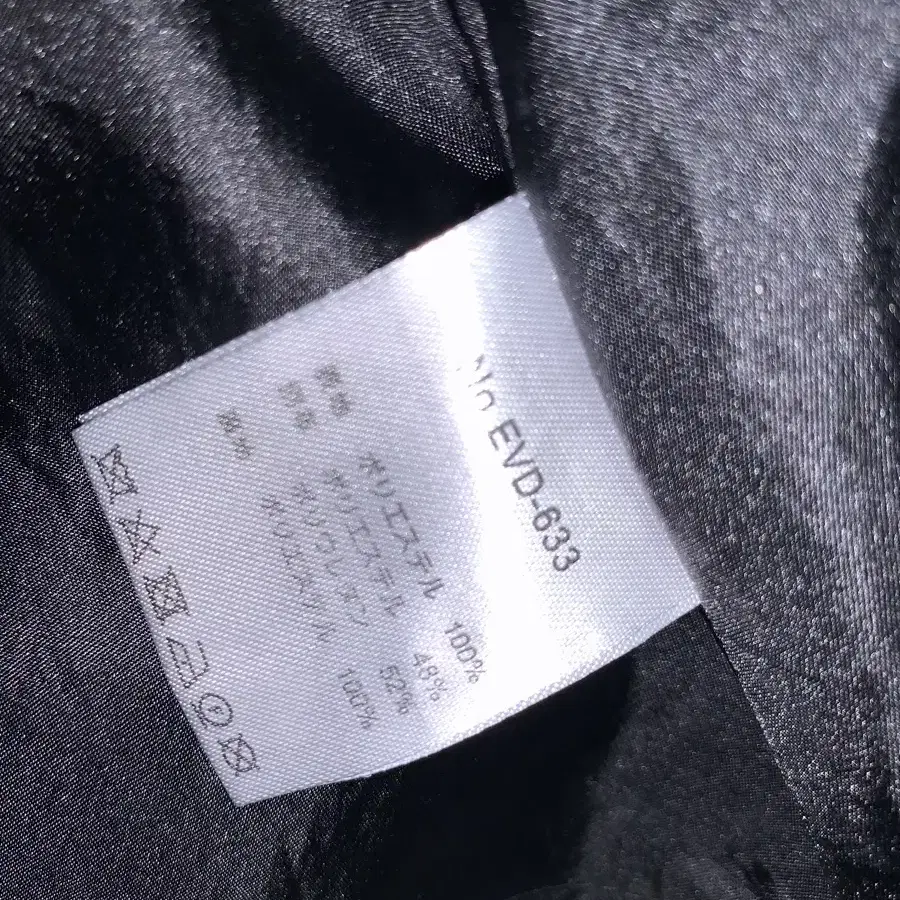 No EVD-633
ポリエステル 100%
ポリエステル 48%
ポリウレタン 52%
ポリエステル 100%